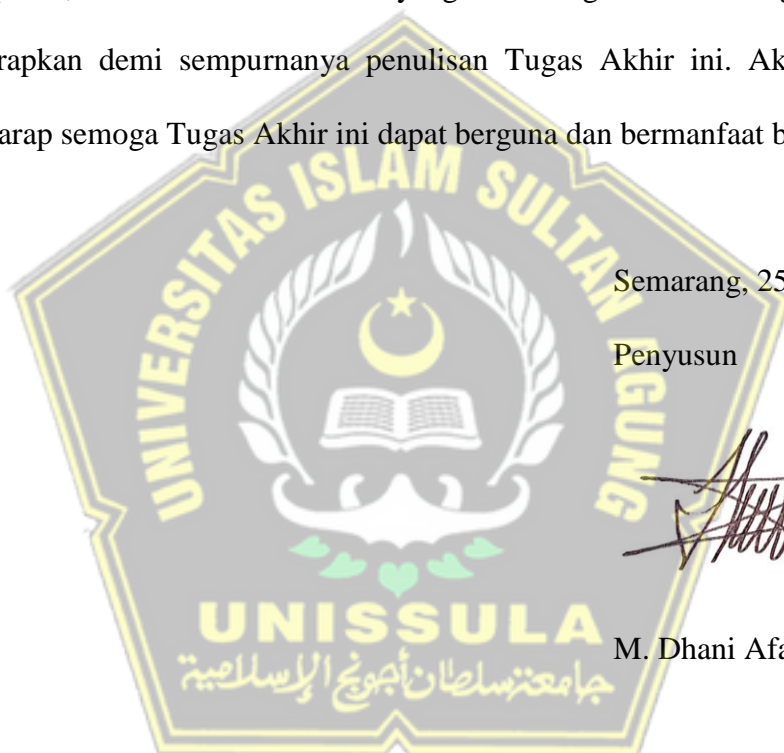 rapkan demi sempurnanya penulisan Tugas Akhir ini. Ak
arap semoga Tugas Akhir ini dapat berguna dan bermanfaat b
UNIVERSITAS ISLAM SULTAN AGUNG
Semarang, 25
Penyusun
UNISSULA
جامعة سلطان أجونج الإسلامية
M. Dhani Afa